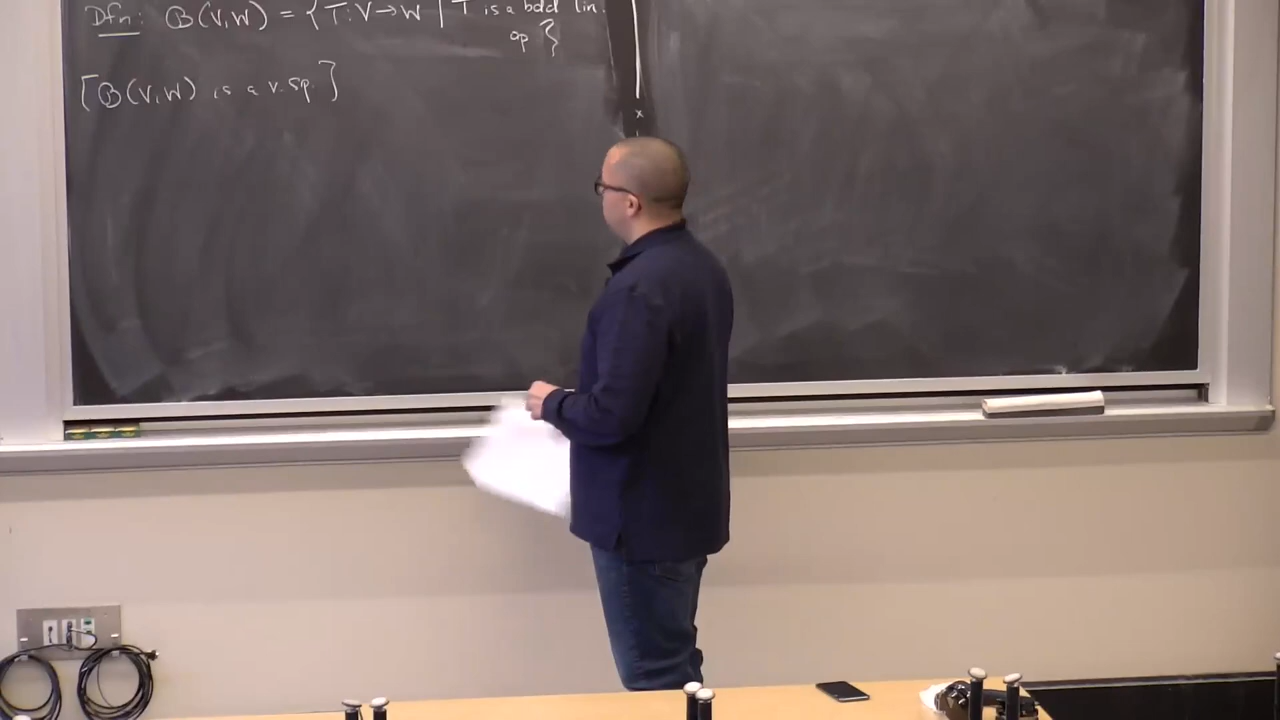 Dfn: B(V,W) = { T:V→W | T is a bdd lin.
op }
[B(V,W) is a v.sp.]